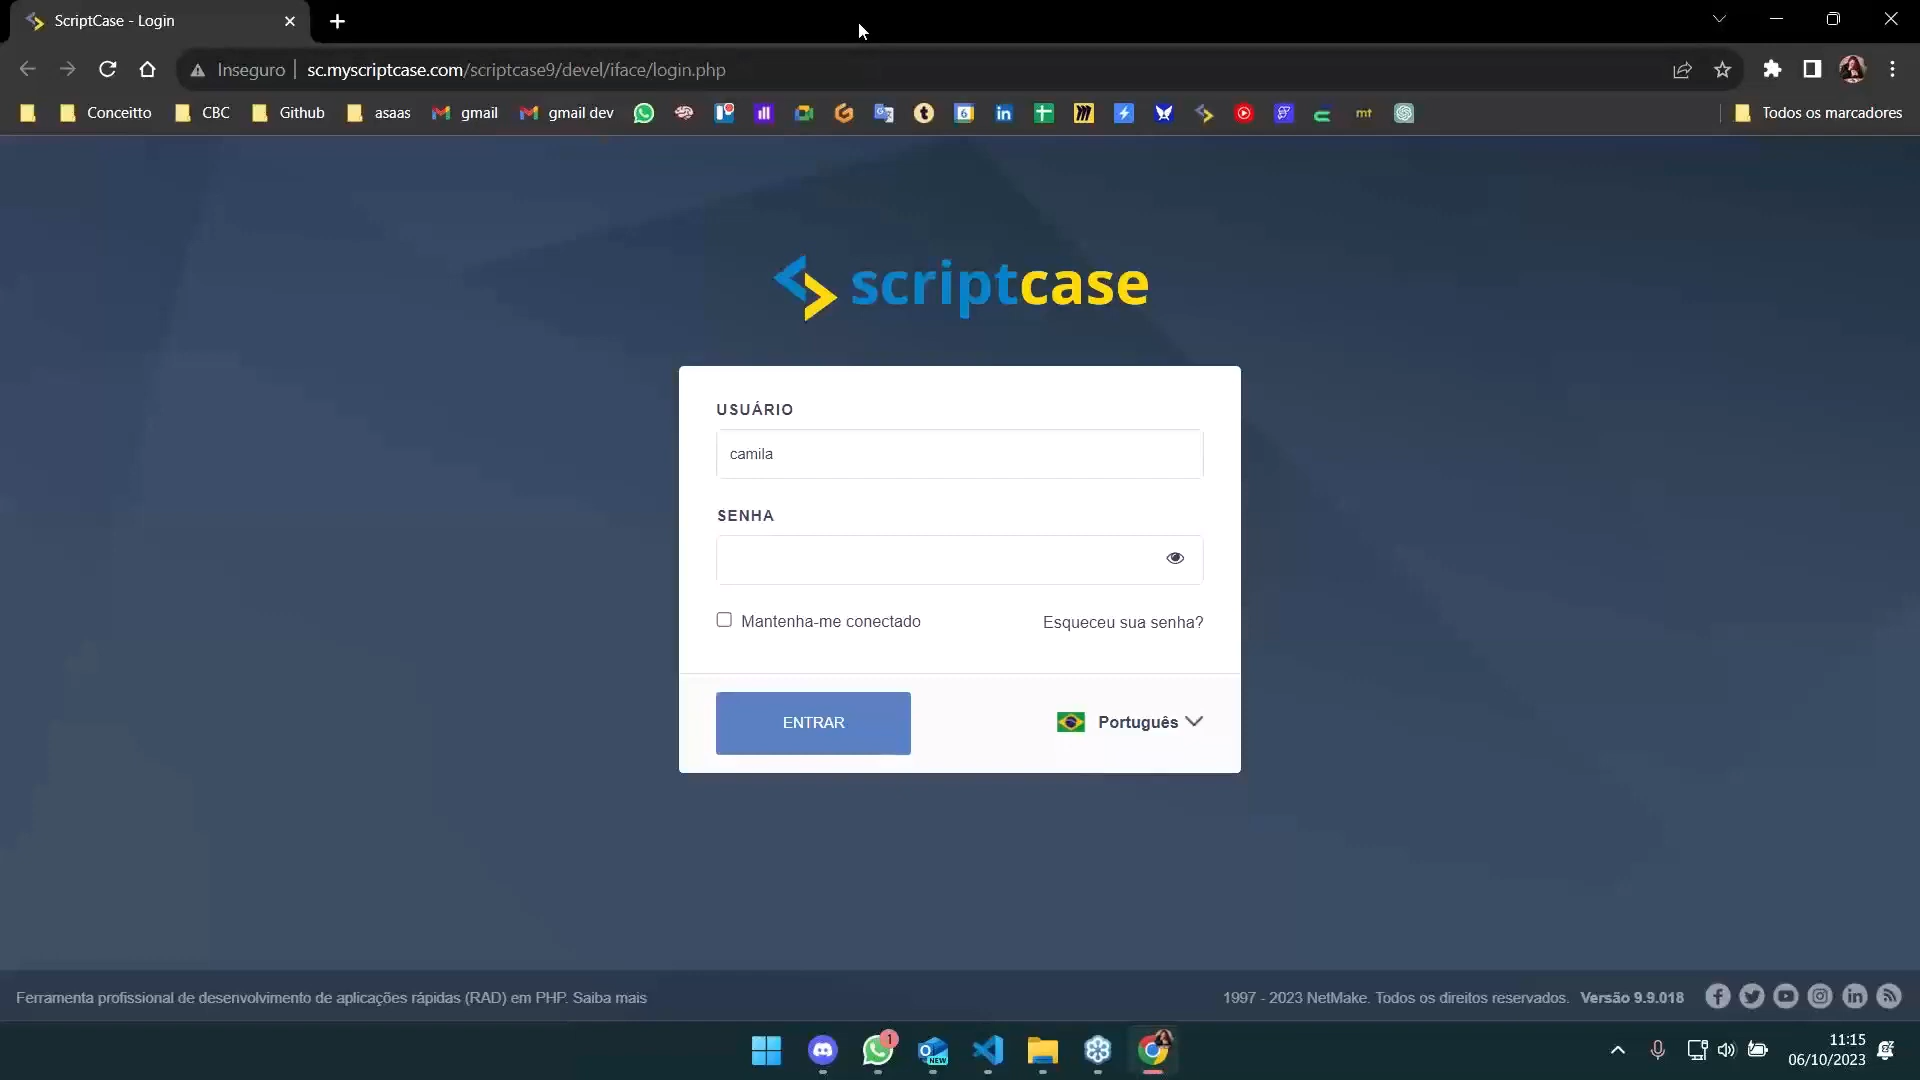 ScriptCase - Login
Inseguro sc.myscriptcase.com/scriptcase9/devel/iface/login.php
Conceitto CBC Github asaas gmail gmail dev Todos os marcadores
scriptcase
USUÁRIO
camila
SENHA
Mantenha-me conectado Esqueceu sua senha?
ENTRAR Português
Ferramenta profissional de desenvolvimento de aplicações rápidas (RAD) em PHP. Saiba mais 1997 - 2023 NetMake. Todos os direitos reservados. Versão 9.9.018
1
NEW
11:15
06/10/2023